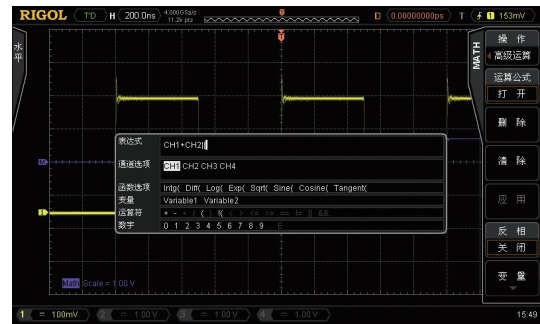 RIGOL T'D H 200.0ns 4.000GSa/s 11.2k pts D 0.00000000ps T 1 153mV
水平
MATH
操 作
高级运算
运算公式
打 开
删 除
清 除
应 用
反 相
关 闭
变 量
表达式 CH1+CH2||
通道选项 CH1 CH2 CH3 CH4
函数选项 Intg( Diff( Log( Exp( Sqrt( Sine( Cosine( Tangent(
变量 Variable1 Variable2
运算符 + - * / ( ) !( < > <= >= == != || &&
数字 0 1 2 3 4 5 6 7 8 9 . E
Math Scale = 1.00 V
1 = 100mV 2 = 1.00 V 3 = 1.00 V 4 = 1.00 V 15:49